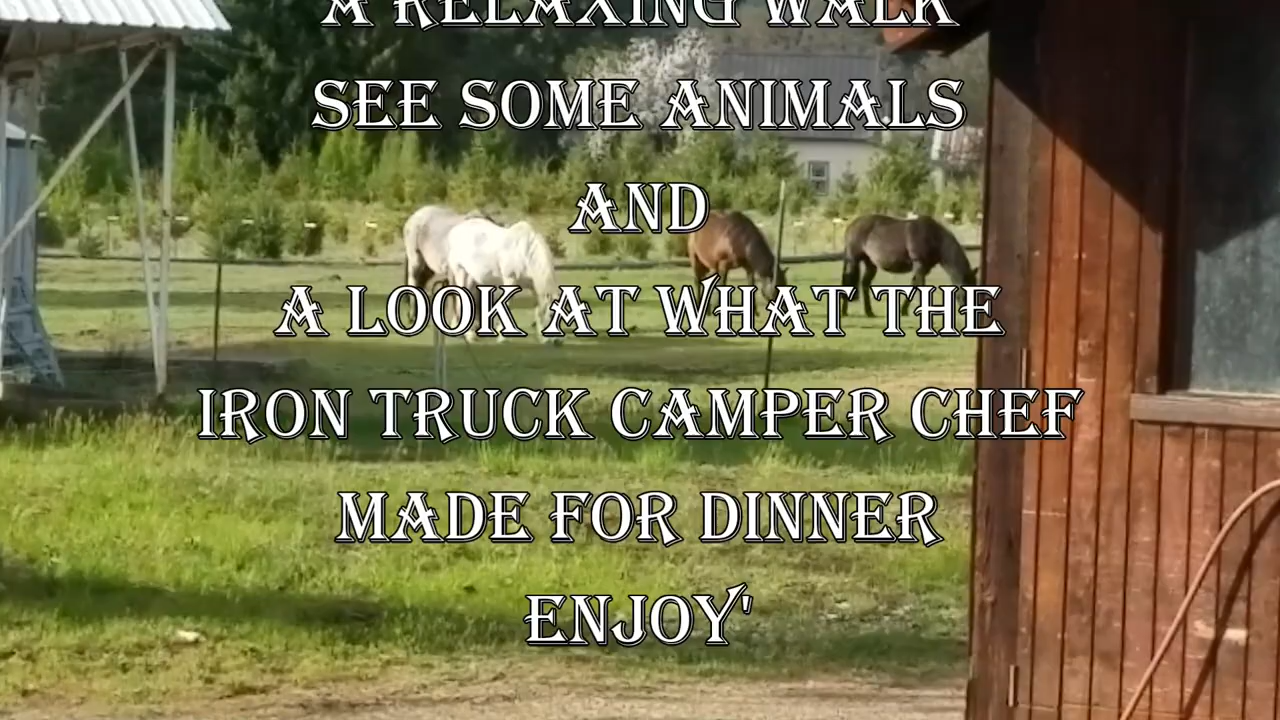 A RELAXING WALK
SEE SOME ANIMALS
AND
A LOOK AT WHAT THE
IRON TRUCK CAMPER CHEF
MADE FOR DINNER
ENJOY'